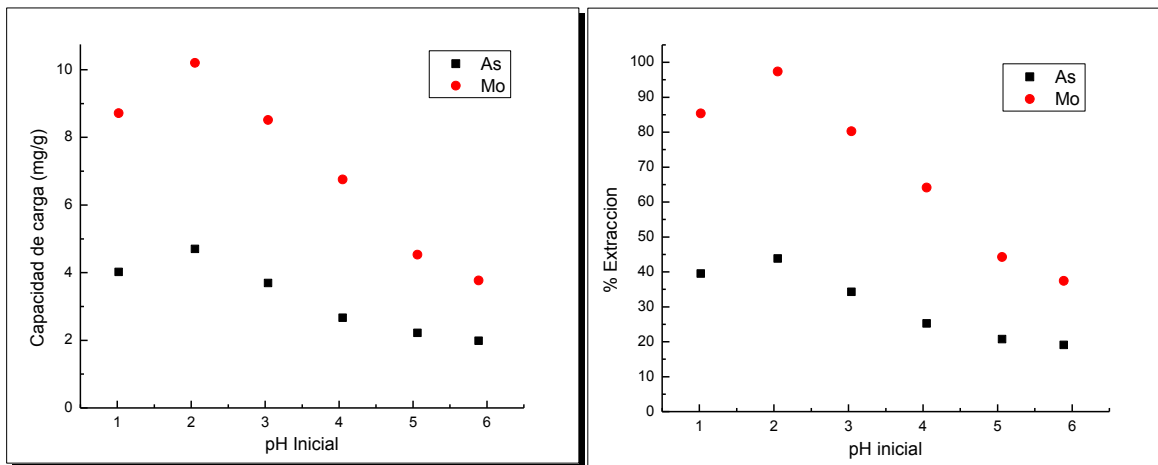 As
Mo
10
8
6
4
2
0
Capacidad de carga (mg/g)
1 2 3 4 5 6
pH Inicial
As
Mo
100
90
80
70
60
50
40
30
20
10
0
% Extraccion
1 2 3 4 5 6
pH inicial